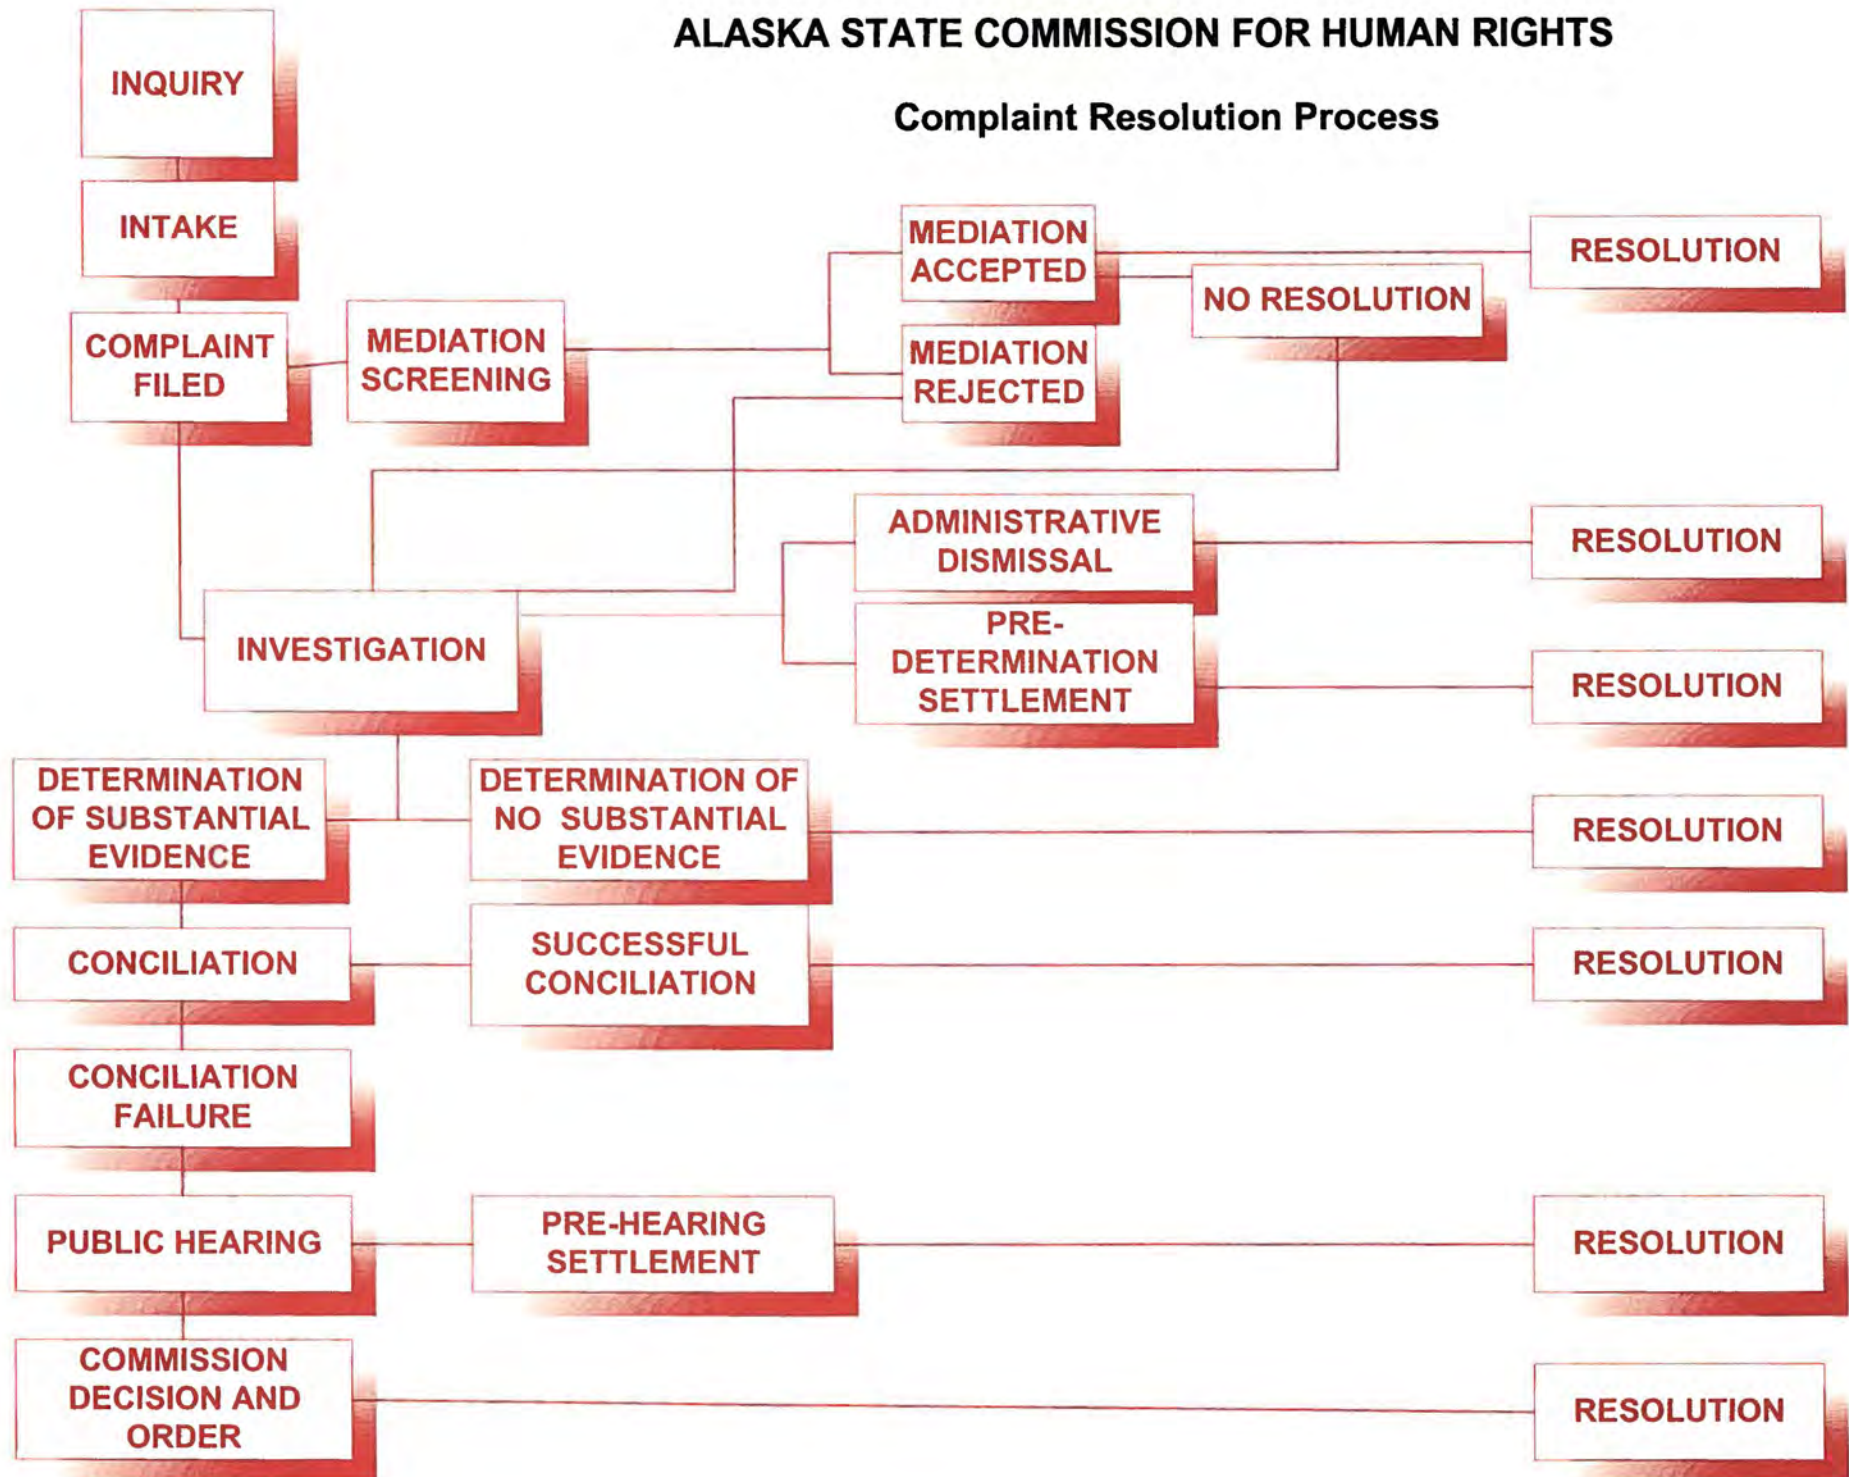 ALASKA STATE COMMISSION FOR HUMAN RIGHTS
Complaint Resolution Process
INQUIRY
INTAKE
COMPLAINT
FILED
MEDIATION
SCREENING
MEDIATION
ACCEPTED
RESOLUTION
NO RESOLUTION
MEDIATION
REJECTED
ADMINISTRATIVE
DISMISSAL
RESOLUTION
INVESTIGATION
PRE-
DETERMINATION
SETTLEMENT
RESOLUTION
DETERMINATION
OF SUBSTANTIAL
EVIDENCE
DETERMINATION OF
NO SUBSTANTIAL
EVIDENCE
RESOLUTION
CONCILIATION
SUCCESSFUL
CONCILIATION
RESOLUTION
CONCILIATION
FAILURE
PUBLIC HEARING
PRE-HEARING
SETTLEMENT
RESOLUTION
COMMISSION
DECISION AND
ORDER
RESOLUTION